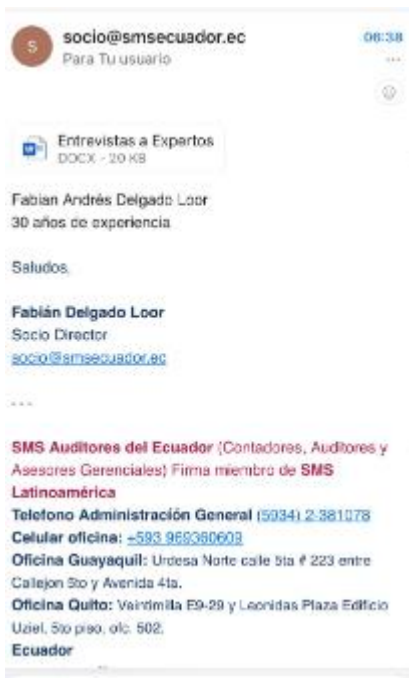 S
socio@smsecuador.ec
06:38
Para Tu usuario
Entrevistas a Expertos
DOCX - 20 KB
Fabian Andrés Delgado Loor
30 años de experiencia
Saludos.
Fabián Delgado Loor
Socio Director
socio@smsecuador.ec
SMS Auditores del Ecuador (Contadores, Auditores y
Asesores Gerenciales) Firma miembro de SMS
Latinoamérica
Telefono Administración General (5934) 2-381078
Celular oficina: +593 969360609
Oficina Guayaquil: Urdesa Norte calle 5ta # 223 entre
Callejon 5to y Avenida 4ta.
Oficina Quito: Veintimilla E9-29 y Leonidas Plaza Edificio
Uziel, 5to piso, ofc. 502.
Ecuador